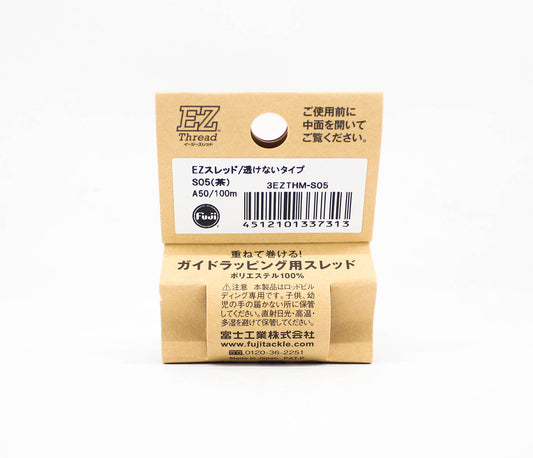 EZ
Thread
イージースレッド
ご使用前に
中面を開いて
ご覧ください。
EZスレッド/透けないタイプ
S05(茶)
A50/100m
3EZTHM-S05
Fuji
4512101337313
重ねて巻ける!
ガイドラッピング用スレッド
ポリエステル100%
⚠注意 本製品はロッドビル
ディング専用です。子供、幼
児の手の届かない所に保管
してください。直射日光・高温・
多湿を避けて保管してください。
富士工業株式会社
www.fujitackle.com
0120-36-2251
Made in Japan PAT.P